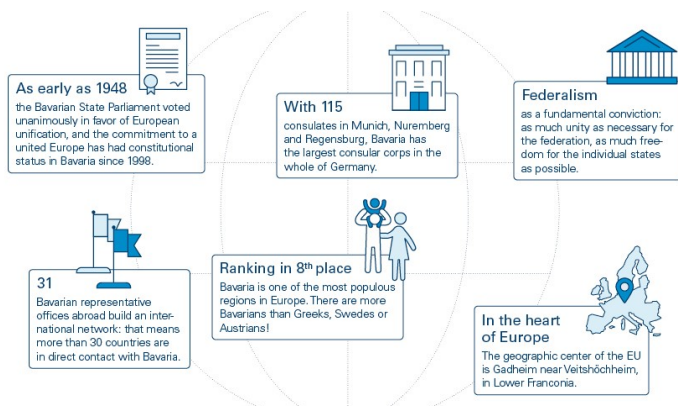 As early as 1948
the Bavarian State Parliament voted
unanimously in favor of European
unification, and the commitment to a
united Europe has had constitutional
status in Bavaria since 1998.
With 115
consulates in Munich, Nuremberg
and Regensburg, Bavaria has
the largest consular corps in the
whole of Germany.
Federalism
as a fundamental conviction:
as much unity as necessary for
the federation, as much free-
dom for the individual states
as possible.
31
Bavarian representative
offices abroad build an inter-
national network: that means
more than 30 countries are
in direct contact with Bavaria.
Ranking in 8th place
Bavaria is one of the most populous
regions in Europe. There are more
Bavarians than Greeks, Swedes or
Austrians!
In the heart
of Europe
The geographic center of the EU
is Gadheim near Veitshöchheim,
in Lower Franconia.